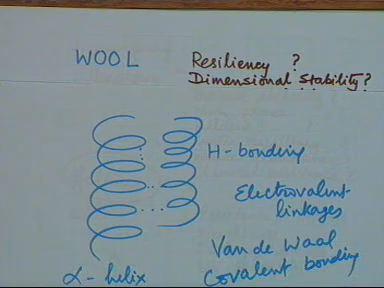 WOOL
Resiliency ?
Dimensional stability?
H-bonding
Electrovalent
linkages
Van de Waal
Covalent bonding
α-helix